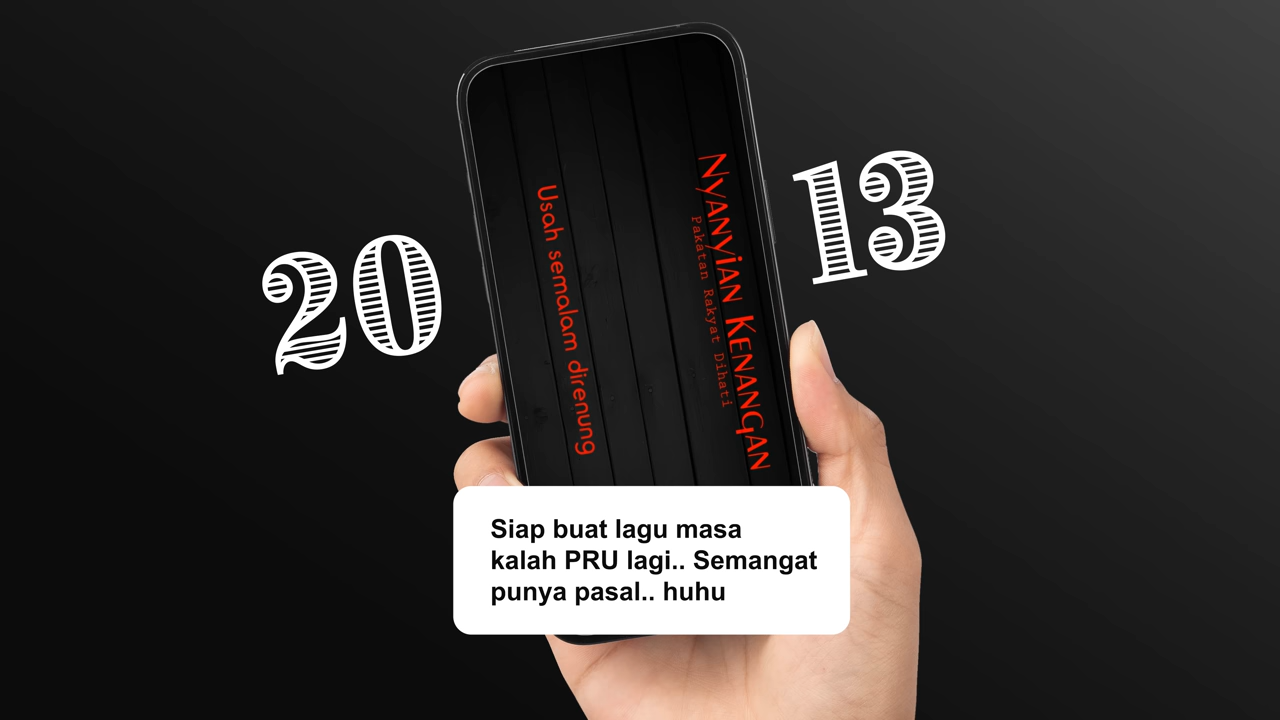 20
13
Nyanyian Kenangan
Pakatan Rakyat Dihati
Usah semalam direnung
Siap buat lagu masa
kalah PRU lagi.. Semangat
punya pasal.. huhu